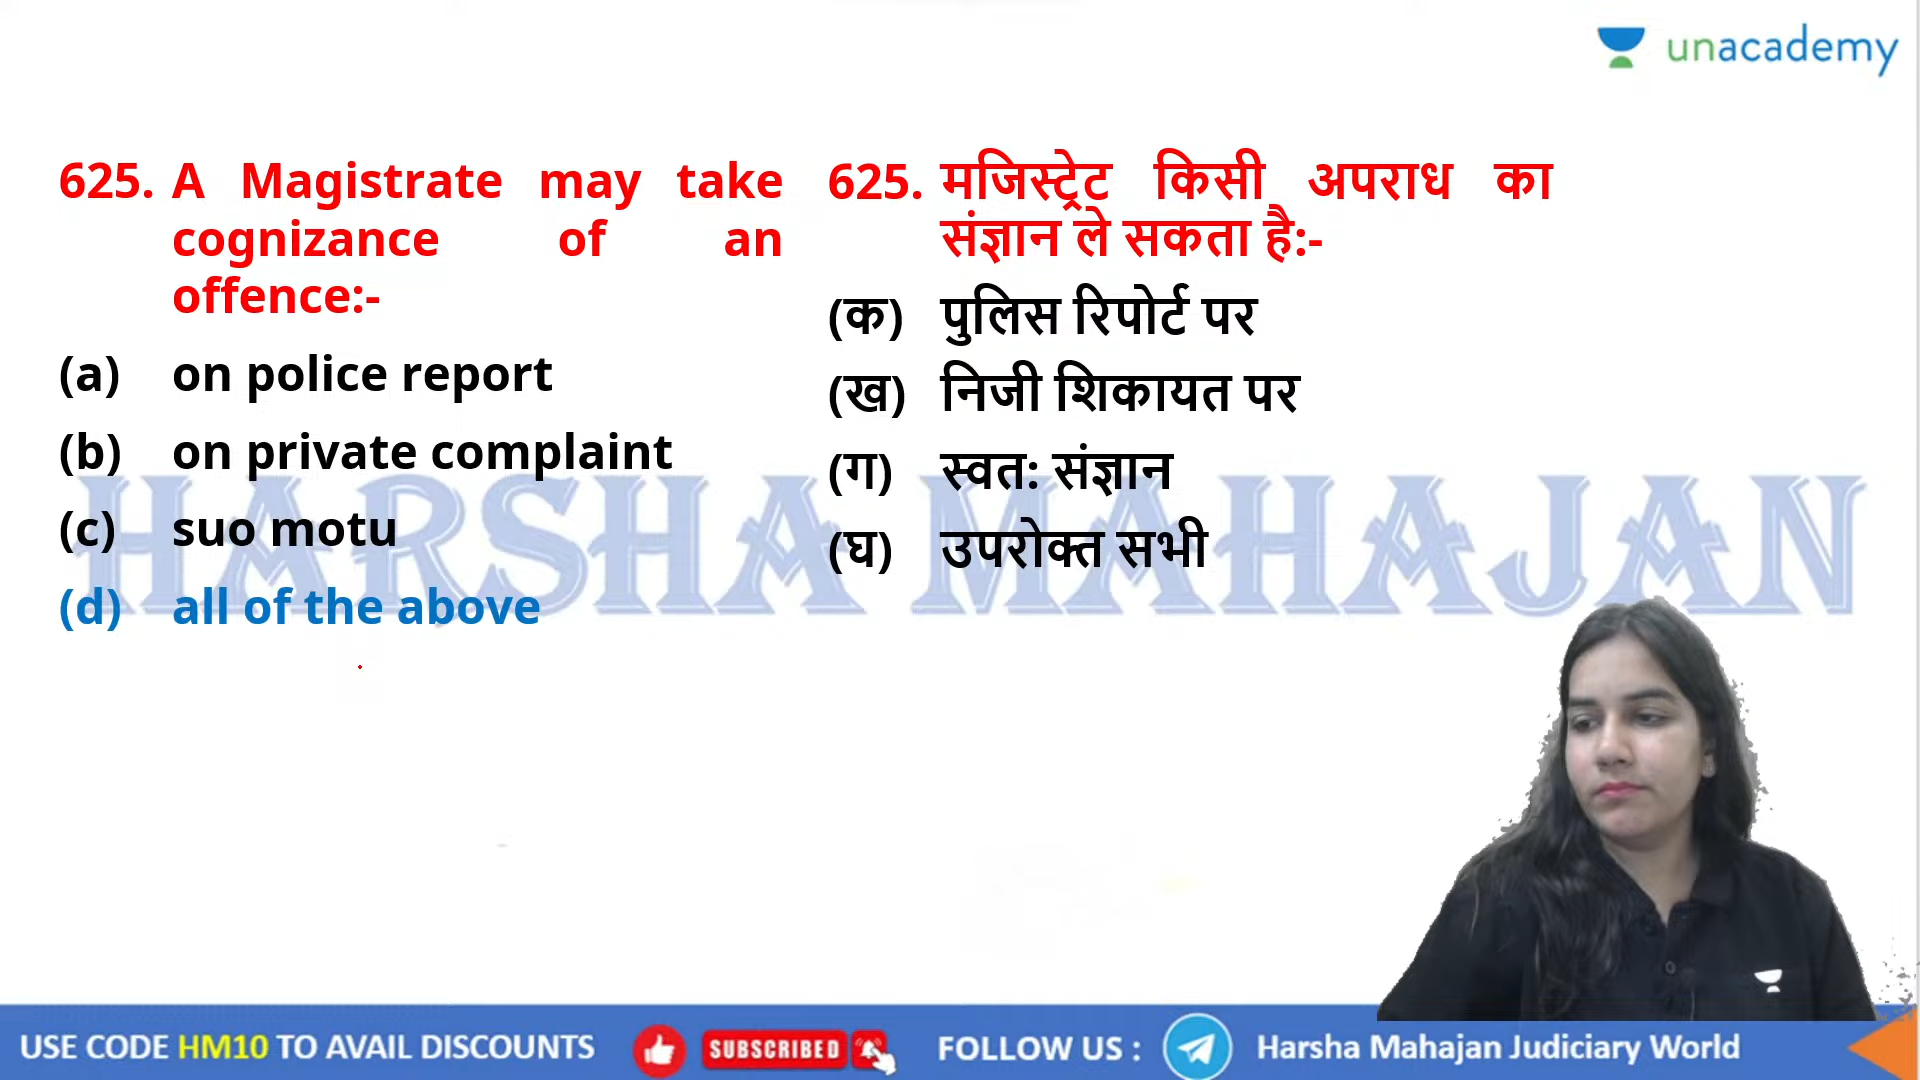 unacademy
625. A Magistrate may take
cognizance of an
offence:-
(a) on police report
(b) on private complaint
(c) suo motu
(d) all of the above
625. मजिस्ट्रेट किसी अपराध का
संज्ञान ले सकता है:-
(क) पुलिस रिपोर्ट पर
(ख) निजी शिकायत पर
(ग) स्वत: संज्ञान
(घ) उपरोक्त सभी
HARSHA MAHAJAN
USE CODE HM10 TO AVAIL DISCOUNTS
SUBSCRIBED
FOLLOW US :
Harsha Mahajan Judiciary World